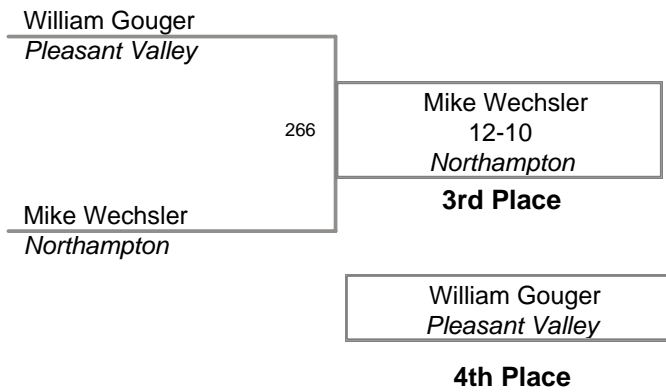 William Gouger
Pleasant Valley
266
Mike Wechsler
12-10
Northampton
3rd Place
Mike Wechsler
Northampton
William Gouger
Pleasant Valley
4th Place